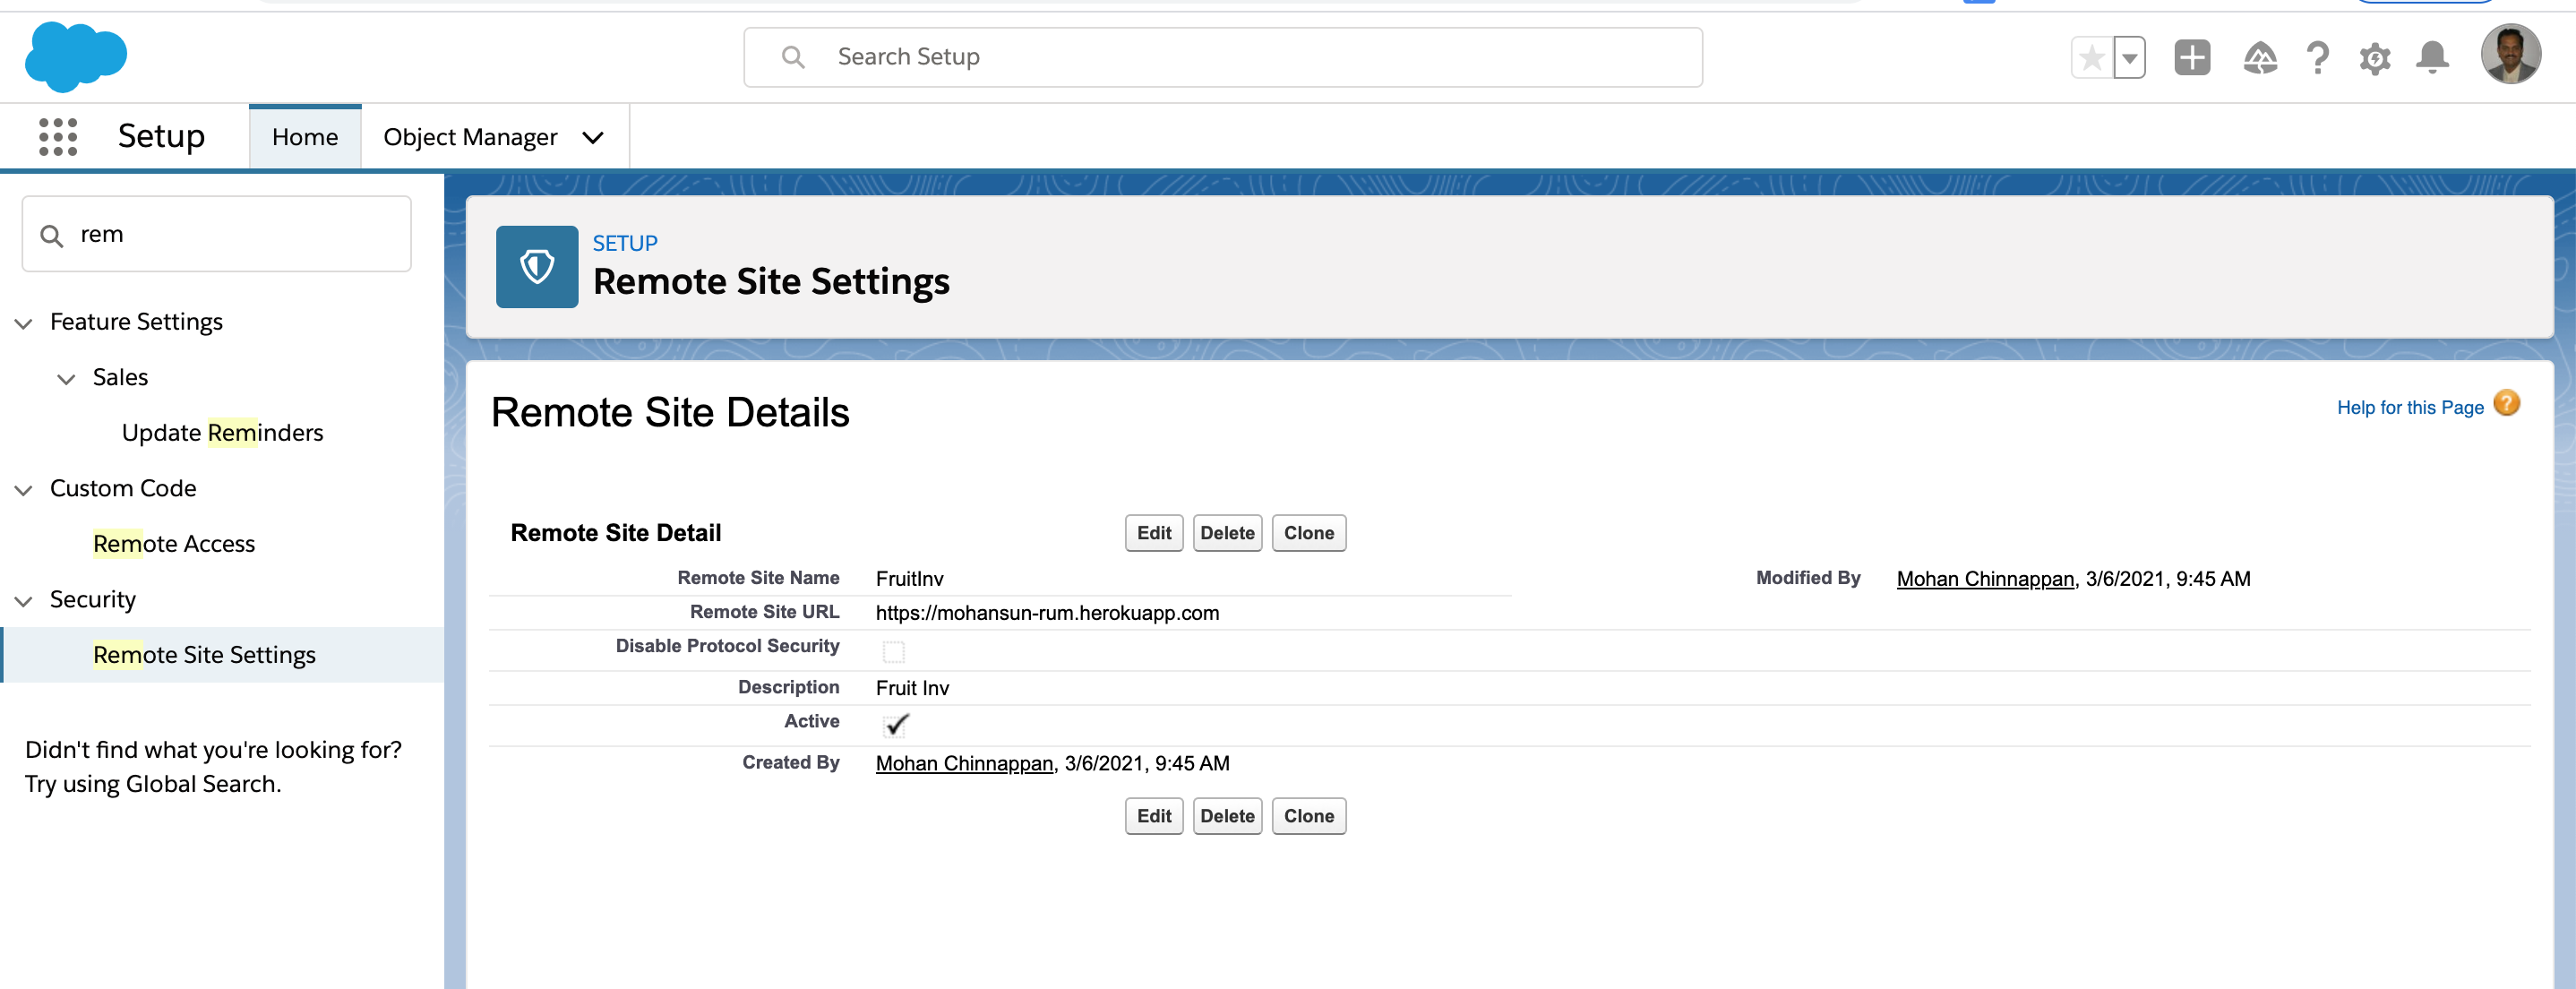 Search Setup
Setup
Home
Object Manager
rem
Feature Settings
Sales
Update Reminders
Custom Code
Remote Access
Security
Remote Site Settings
Didn't find what you're looking for?
Try using Global Search.
SETUP
Remote Site Settings
Remote Site Details
Help for this Page
Remote Site Detail
Edit Delete Clone
Remote Site Name FruitInv
Modified By Mohan Chinnappan, 3/6/2021, 9:45 AM
Remote Site URL https://mohansun-rum.herokuapp.com
Disable Protocol Security
Description Fruit Inv
Active
Created By Mohan Chinnappan, 3/6/2021, 9:45 AM
Edit Delete Clone